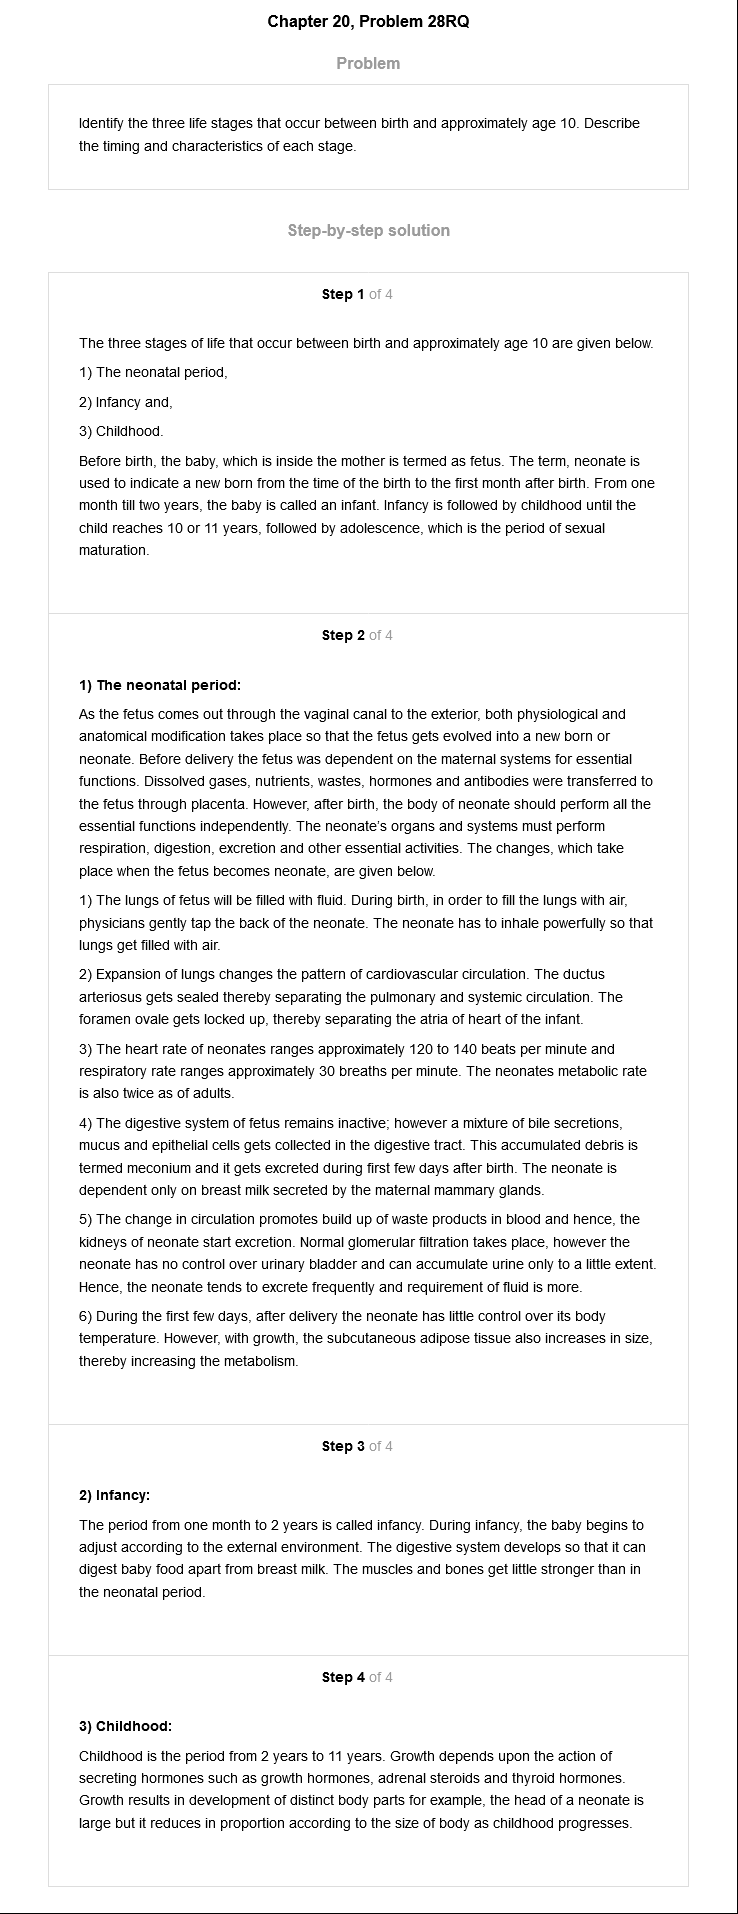 Chapter 20, Problem 28RQ
Problem
Identify the three life stages that occur between birth and approximately age 10. Describe
the timing and characteristics of each stage.
Step-by-step solution
Step 1 of 4
The three stages of life that occur between birth and approximately age 10 are given below.
1) The neonatal period,
2) Infancy and,
3) Childhood.
Before birth, the baby, which is inside the mother is termed as fetus. The term, neonate is
used to indicate a new born from the time of the birth to the first month after birth. From one
month till two years, the baby is called an infant. Infancy is followed by childhood until the
child reaches 10 or 11 years, followed by adolescence, which is the period of sexual
maturation.
Step 2 of 4
1) The neonatal period:
As the fetus comes out through the vaginal canal to the exterior, both physiological and
anatomical modification takes place so that the fetus gets evolved into a new born or
neonate. Before delivery the fetus was dependent on the maternal systems for essential
functions. Dissolved gases, nutrients, wastes, hormones and antibodies were transferred to
the fetus through placenta. However, after birth, the body of neonate should perform all the
essential functions independently. The neonate's organs and systems must perform
respiration, digestion, excretion and other essential activities. The changes, which take
place when the fetus becomes neonate, are given below.
1) The lungs of fetus will be filled with fluid. During birth, in order to fill the lungs with air,
physicians gently tap the back of the neonate. The neonate has to inhale powerfully so that
lungs get filled with air.
2) Expansion of lungs changes the pattern of cardiovascular circulation. The ductus
arteriosus gets sealed thereby separating the pulmonary and systemic circulation. The
foramen ovale gets locked up, thereby separating the atria of heart of the infant.
3) The heart rate of neonates ranges approximately 120 to 140 beats per minute and
respiratory rate ranges approximately 30 breaths per minute. The neonates metabolic rate
is also twice as of adults.
4) The digestive system of fetus remains inactive; however a mixture of bile secretions,
mucus and epithelial cells gets collected in the digestive tract. This accumulated debris is
termed meconium and it gets excreted during first few days after birth. The neonate is
dependent only on breast milk secreted by the maternal mammary glands.
5) The change in circulation promotes build up of waste products in blood and hence, the
kidneys of neonate start excretion. Normal glomerular filtration takes place, however the
neonate has no control over urinary bladder and can accumulate urine only to a little extent.
Hence, the neonate tends to excrete frequently and requirement of fluid is more.
6) During the first few days, after delivery the neonate has little control over its body
temperature. However, with growth, the subcutaneous adipose tissue also increases in size,
thereby increasing the metabolism.
Step 3 of 4
2) Infancy:
The period from one month to 2 years is called infancy. During infancy, the baby begins to
adjust according to the external environment. The digestive system develops so that it can
digest baby food apart from breast milk. The muscles and bones get little stronger than in
the neonatal period.
Step 4 of 4
3) Childhood:
Childhood is the period from 2 years to 11 years. Growth depends upon the action of
secreting hormones such as growth hormones, adrenal steroids and thyroid hormones.
Growth results in development of distinct body parts for example, the head of a neonate is
large but it reduces in proportion according to the size of body as childhood progresses.